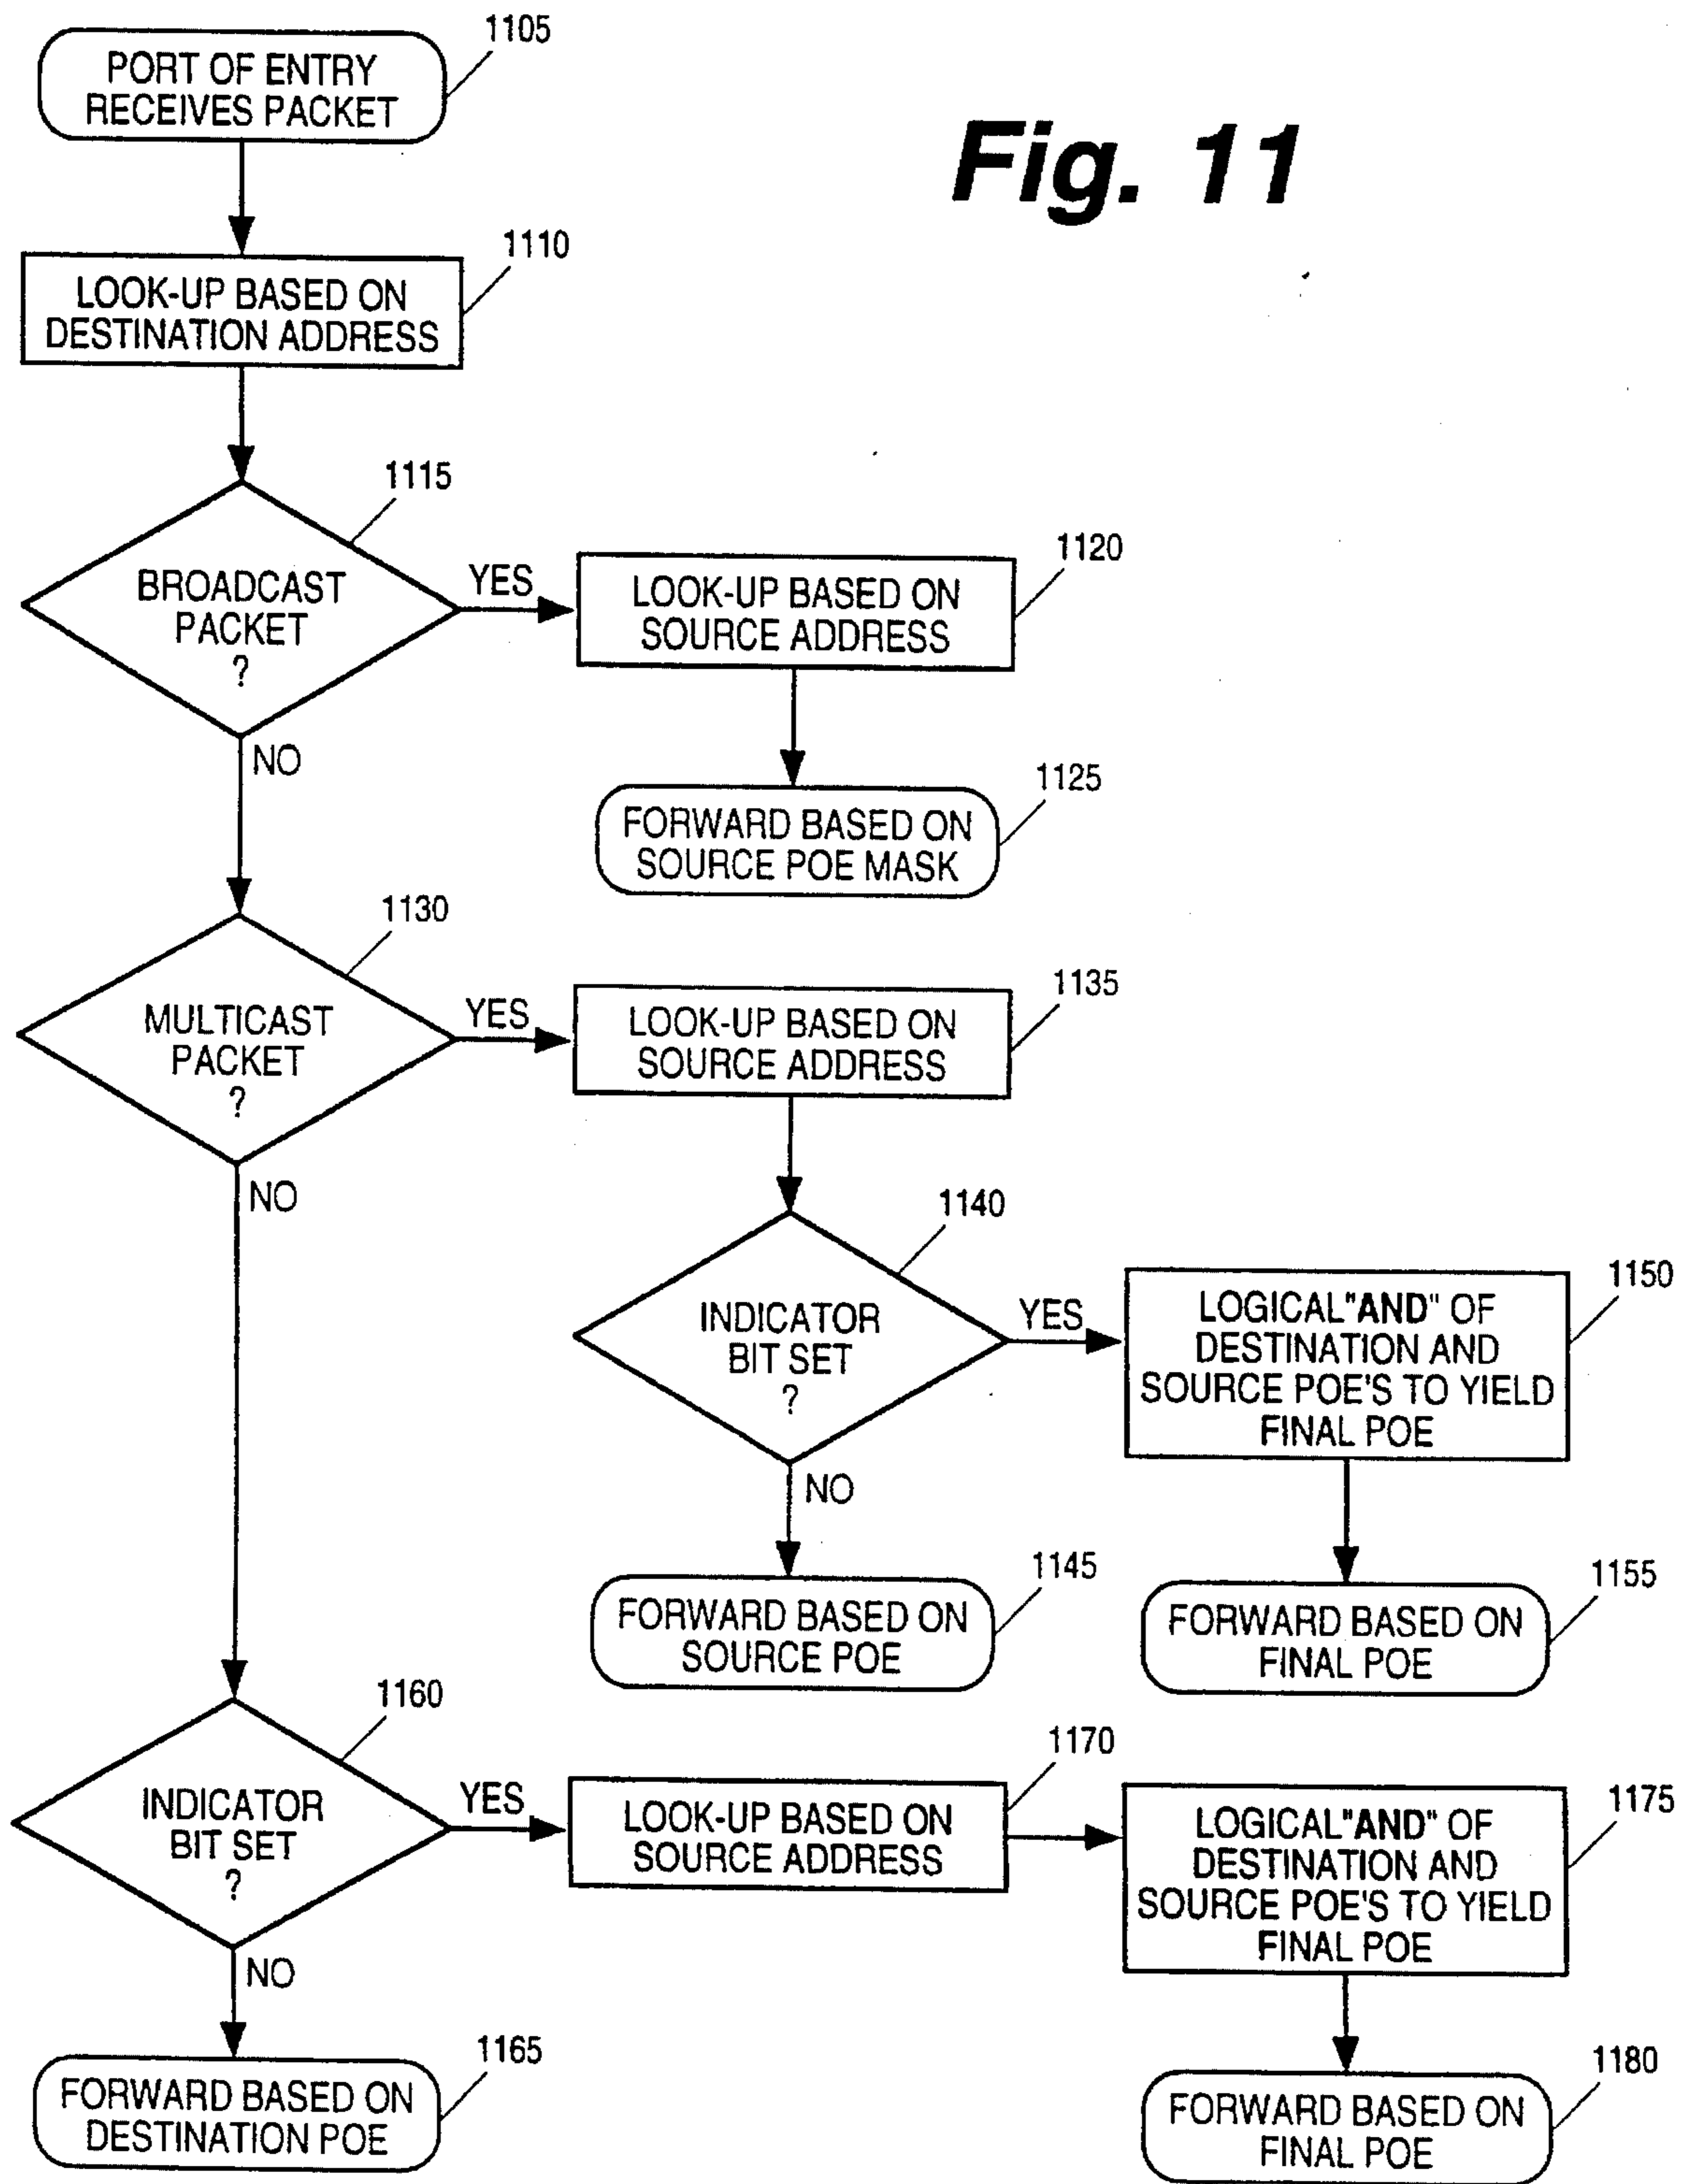 1105
PORT OF ENTRY
RECEIVES PACKET
Fig. 11
1110
LOOK-UP BASED ON
DESTINATION ADDRESS
1115
BROADCAST
PACKET
?
YES
1120
LOOK-UP BASED ON
SOURCE ADDRESS
NO
1125
FORWARD BASED ON
SOURCE POE MASK
1130
MULTICAST
PACKET
?
YES
1135
LOOK-UP BASED ON
SOURCE ADDRESS
NO
1140
INDICATOR
BIT SET
?
YES
1150
LOGICAL"AND" OF
DESTINATION AND
SOURCE POE'S TO YIELD
FINAL POE
NO
1145
FORWARD BASED ON
SOURCE POE
1155
FORWARD BASED ON
FINAL POE
1160
INDICATOR
BIT SET
?
YES
1170
LOOK-UP BASED ON
SOURCE ADDRESS
1175
LOGICAL"AND" OF
DESTINATION AND
SOURCE POE'S TO YIELD
FINAL POE
NO
1165
FORWARD BASED ON
DESTINATION POE
1180
FORWARD BASED ON
FINAL POE